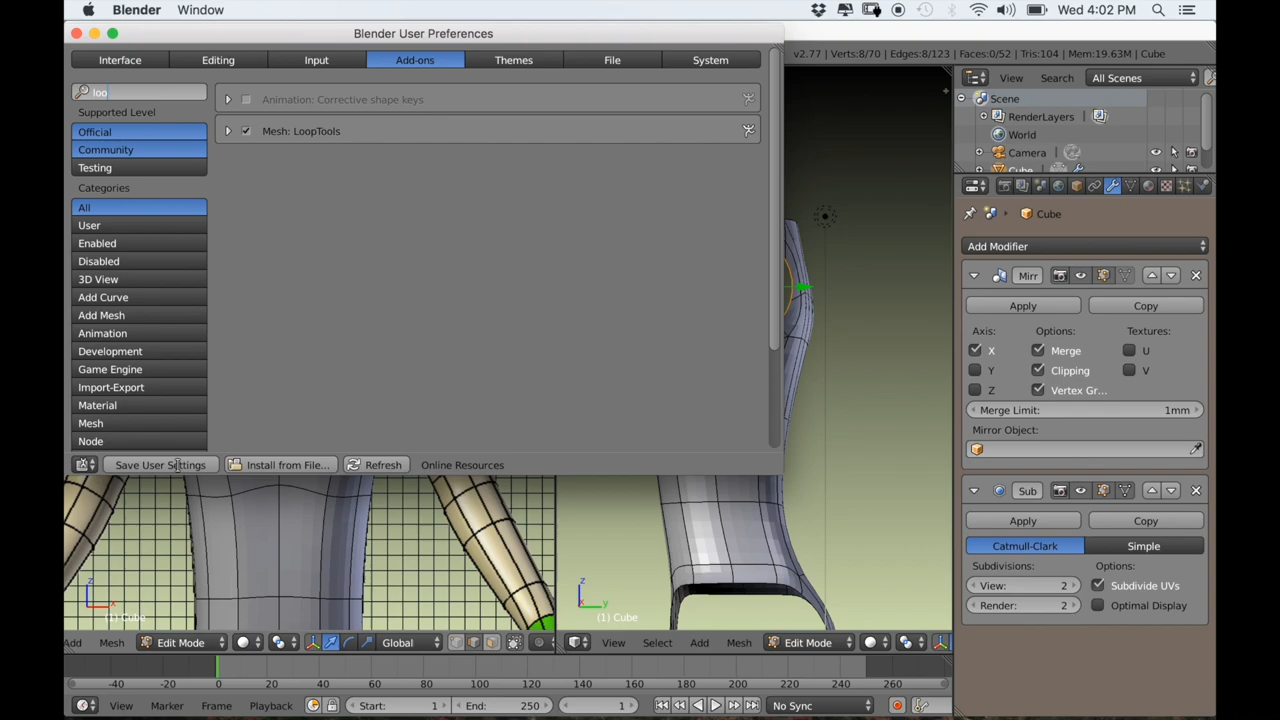 Blender Window Wed 4:02 PM
Blender User Preferences
v2.77 | Verts:8/70 | Edges:8/123 | Faces:0/52 | Tris:104 | Mem:19.63M | Cube
Interface Editing Input Add-ons Themes File System
View Search All Scenes
loo
Animation: Corrective shape keys
Scene
Supported Level
RenderLayers
Official
Mesh: LoopTools
World
Community
Camera
Testing
Cube
Categories
All
Cube
User
Enabled
Add Modifier
Disabled
3D View
Mirr
Add Curve
Apply Copy
Add Mesh
Axis: Options: Textures:
Animation
X Merge U
Development
Y Clipping V
Game Engine
Z Vertex Gr...
Import-Export
Merge Limit: 1mm
Material
Mirror Object:
Mesh
Node
Save User Settings Install from File... Refresh Online Resources
Sub
Apply Copy
Catmull-Clark Simple
Subdivisions: Options:
View: 2 Subdivide UVs
Render: 2 Optimal Display
z x (1) Cube
z y (1) Cube
Add Mesh Edit Mode Global
View Select Add Mesh Edit Mode
-40 -20 0 20 40 60 80 100 120 140 160 180 200 220 240 260 280
View Marker Frame Playback Start: 1 End: 250 1 No Sync